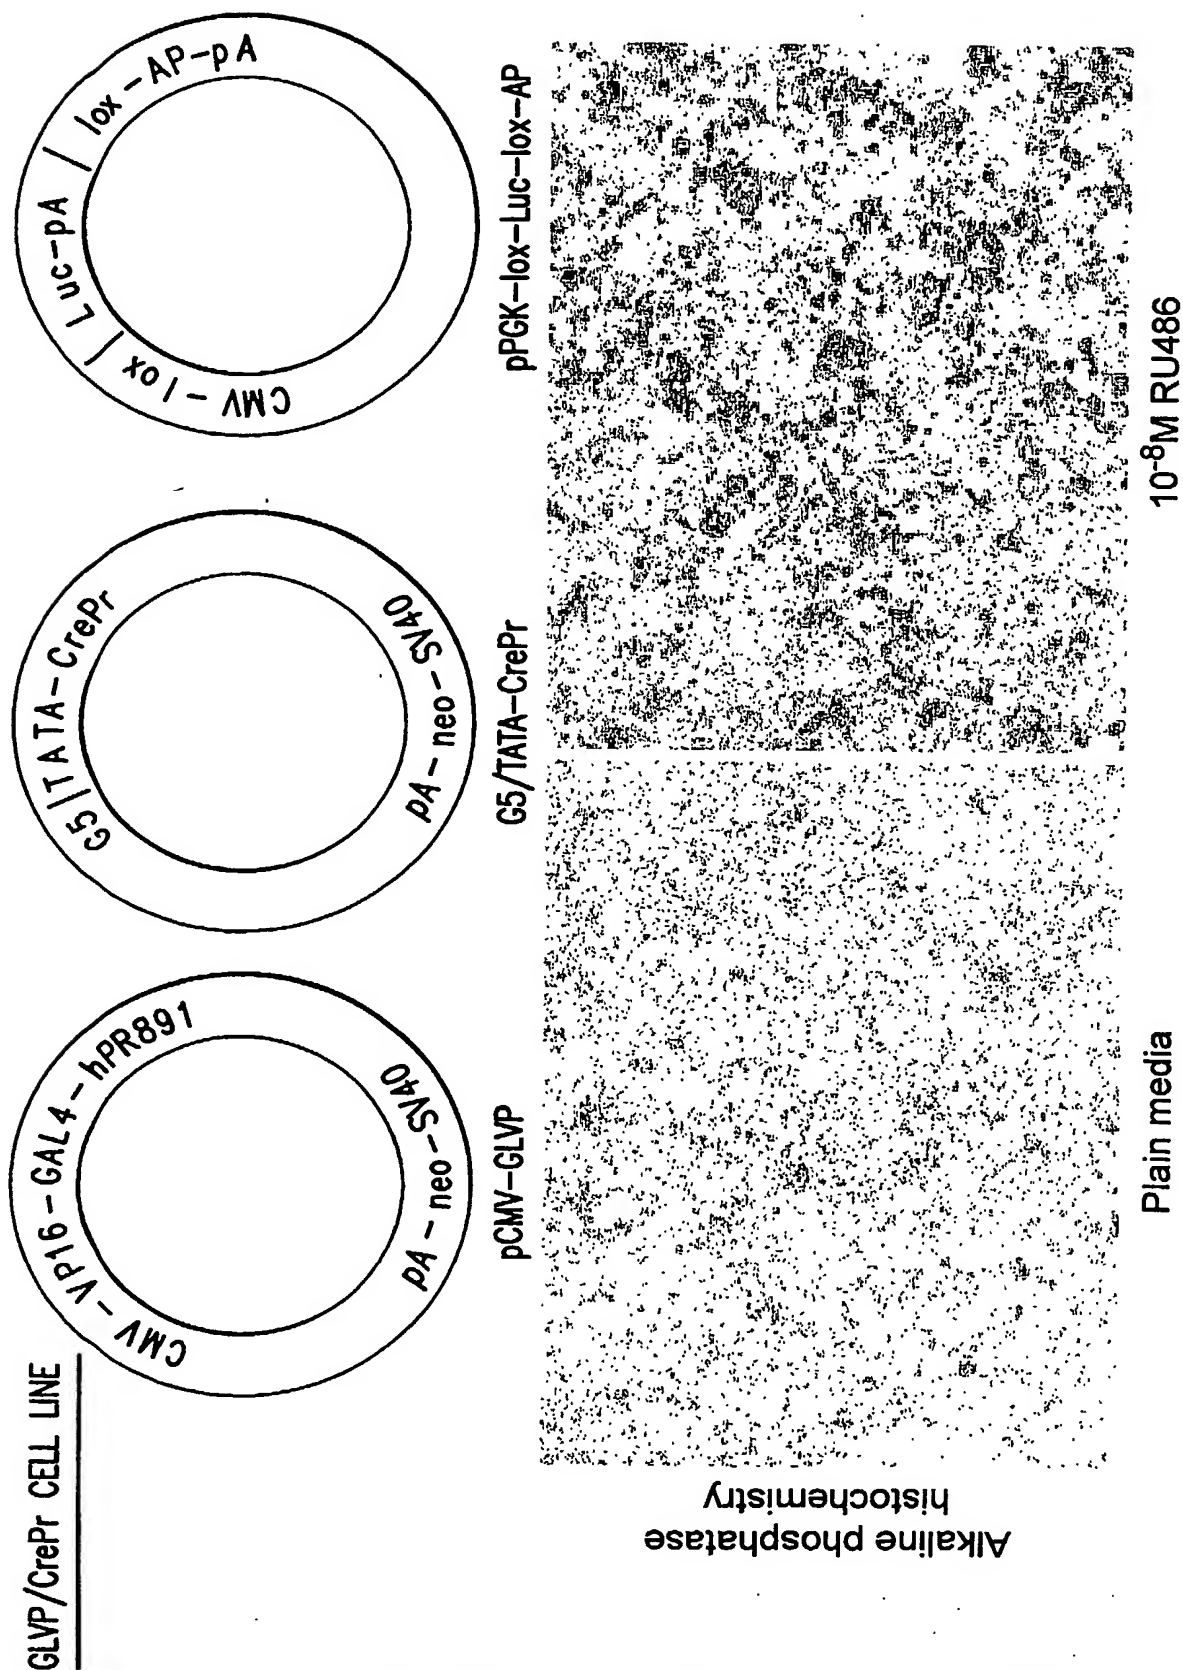 GLVP/CrePr CELL LINE
CMV – VP16 – GAL4 – hPR891
pA – neo – SV40
pCMV–GLVP
G5/TATA–CrePr
pA – neo – SV40
G5/TATA–CrePr
CMV – lox / Luc–pA / lox –AP–pA
pPGK–lox–Luc–lox–AP
Alkaline phosphatase
histochemistry
Plain media
10⁻⁸M RU486